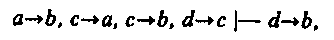 a→b, c→a, c→b, d→c |— d→b,